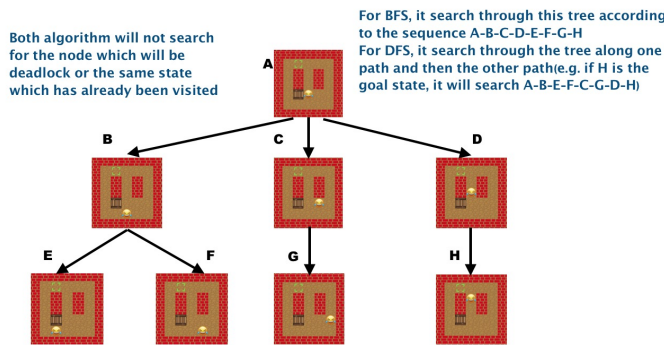 Both algorithm will not search
for the node which will be
deadlock or the same state
which has already been visited
For BFS, it search through this tree according
to the sequence A-B-C-D-E-F-G-H
For DFS, it search through the tree along one
path and then the other path(e.g. if H is the
goal state, it will search A-B-E-F-C-G-D-H)
A
B
C
D
E
F
G
H